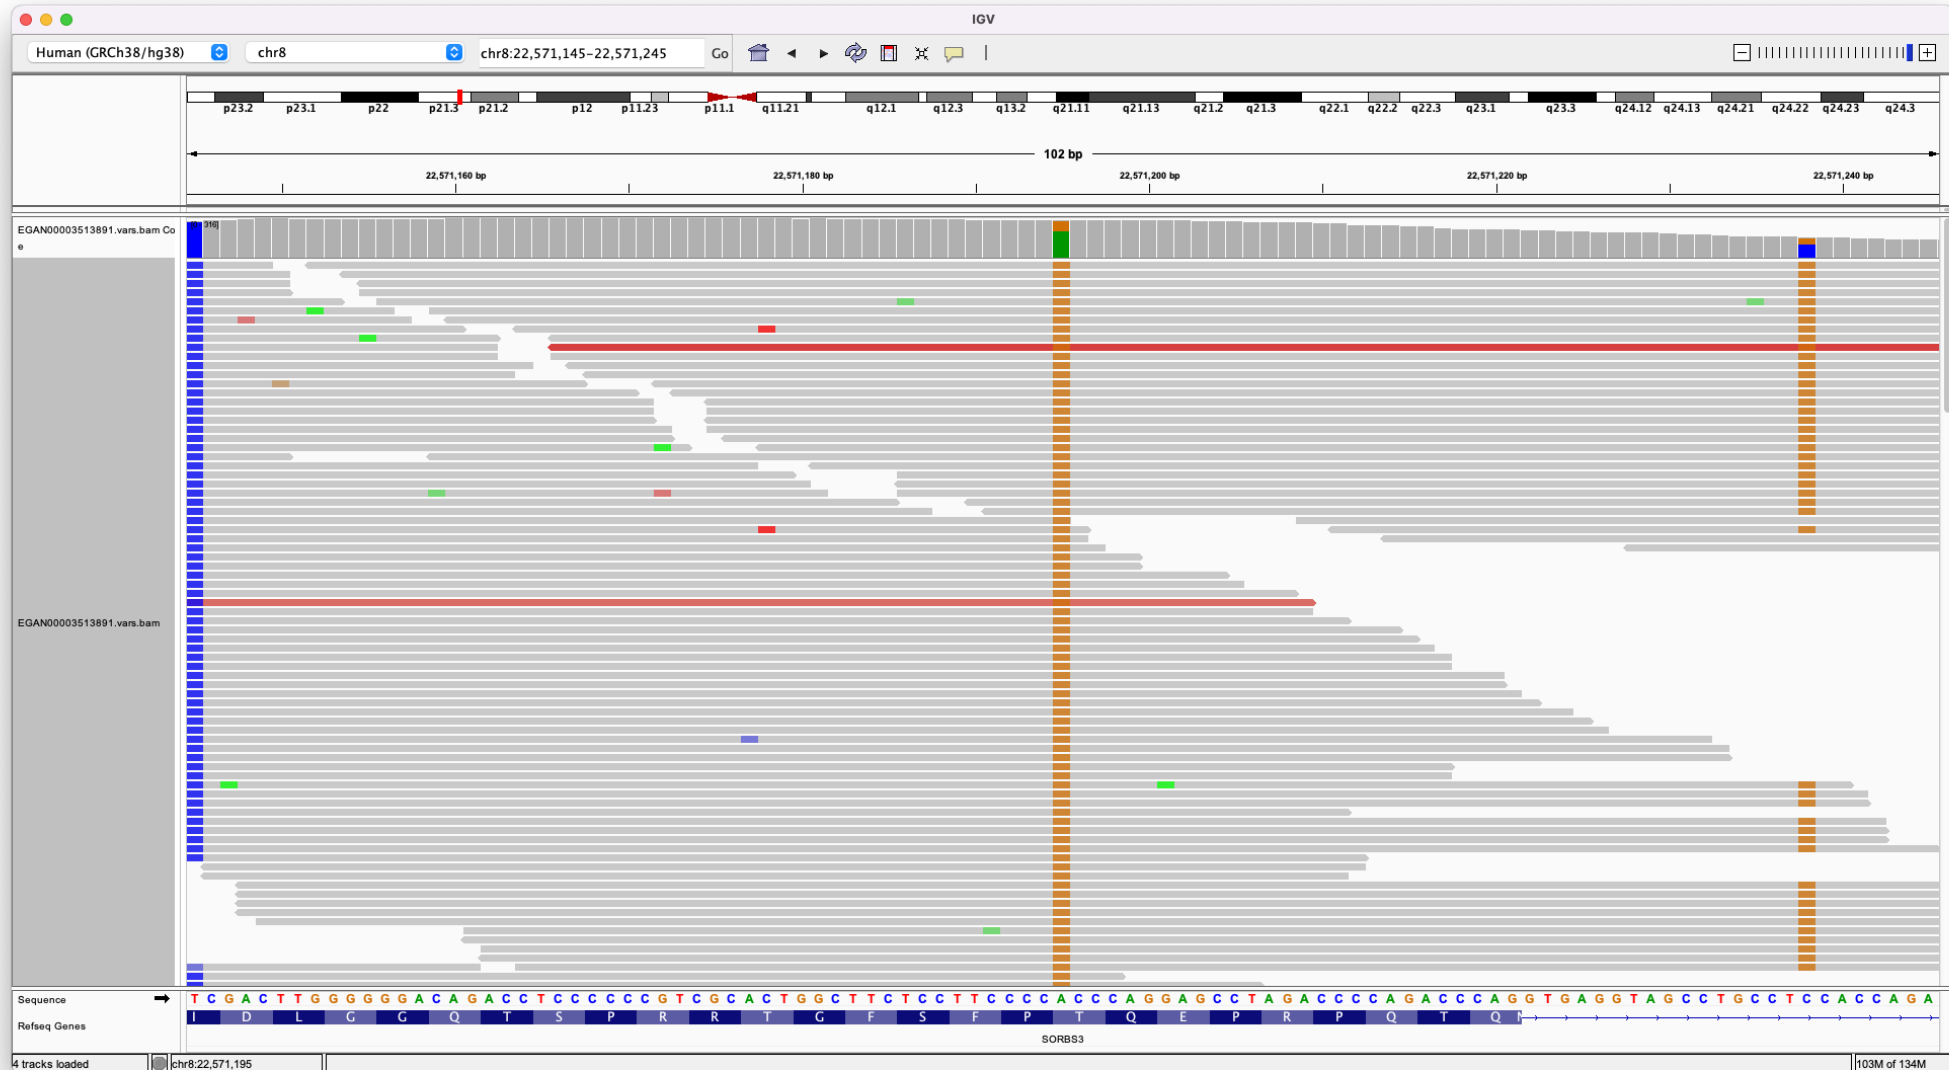 IGV
Human (GRCh38/hg38) chr8 chr8:22,571,145-22,571,245 Go
p23.2 p23.1 p22 p21.3 p21.2 p12 p11.23 p11.1 q11.21 q12.1 q12.3 q13.2 q21.11 q21.13 q21.2 q21.3 q22.1 q22.2 q22.3 q23.1 q23.3 q24.12 q24.13 q24.21 q24.22 q24.23 q24.3
102 bp
22,571,160 bp 22,571,180 bp 22,571,200 bp 22,571,220 bp 22,571,240 bp
EGAN00003513891.vars.bam Co
e
316]
EGAN00003513891.vars.bam
Sequence T C G A C T T G G G G G G A C A G A C C T C C C C C C G T C G C A C T G G C T T C T C C T T C C C C A C C C A G G A G C C T A G A C C C C A G A C C C A G G T G A G G T A G C C T G C C T C C A C C A G A
Refseq Genes I D L G G Q T S P R R T G F S F P T Q E P R P Q T Q
SORBS3
4 tracks loaded chr8:22,571,195 103M of 134M